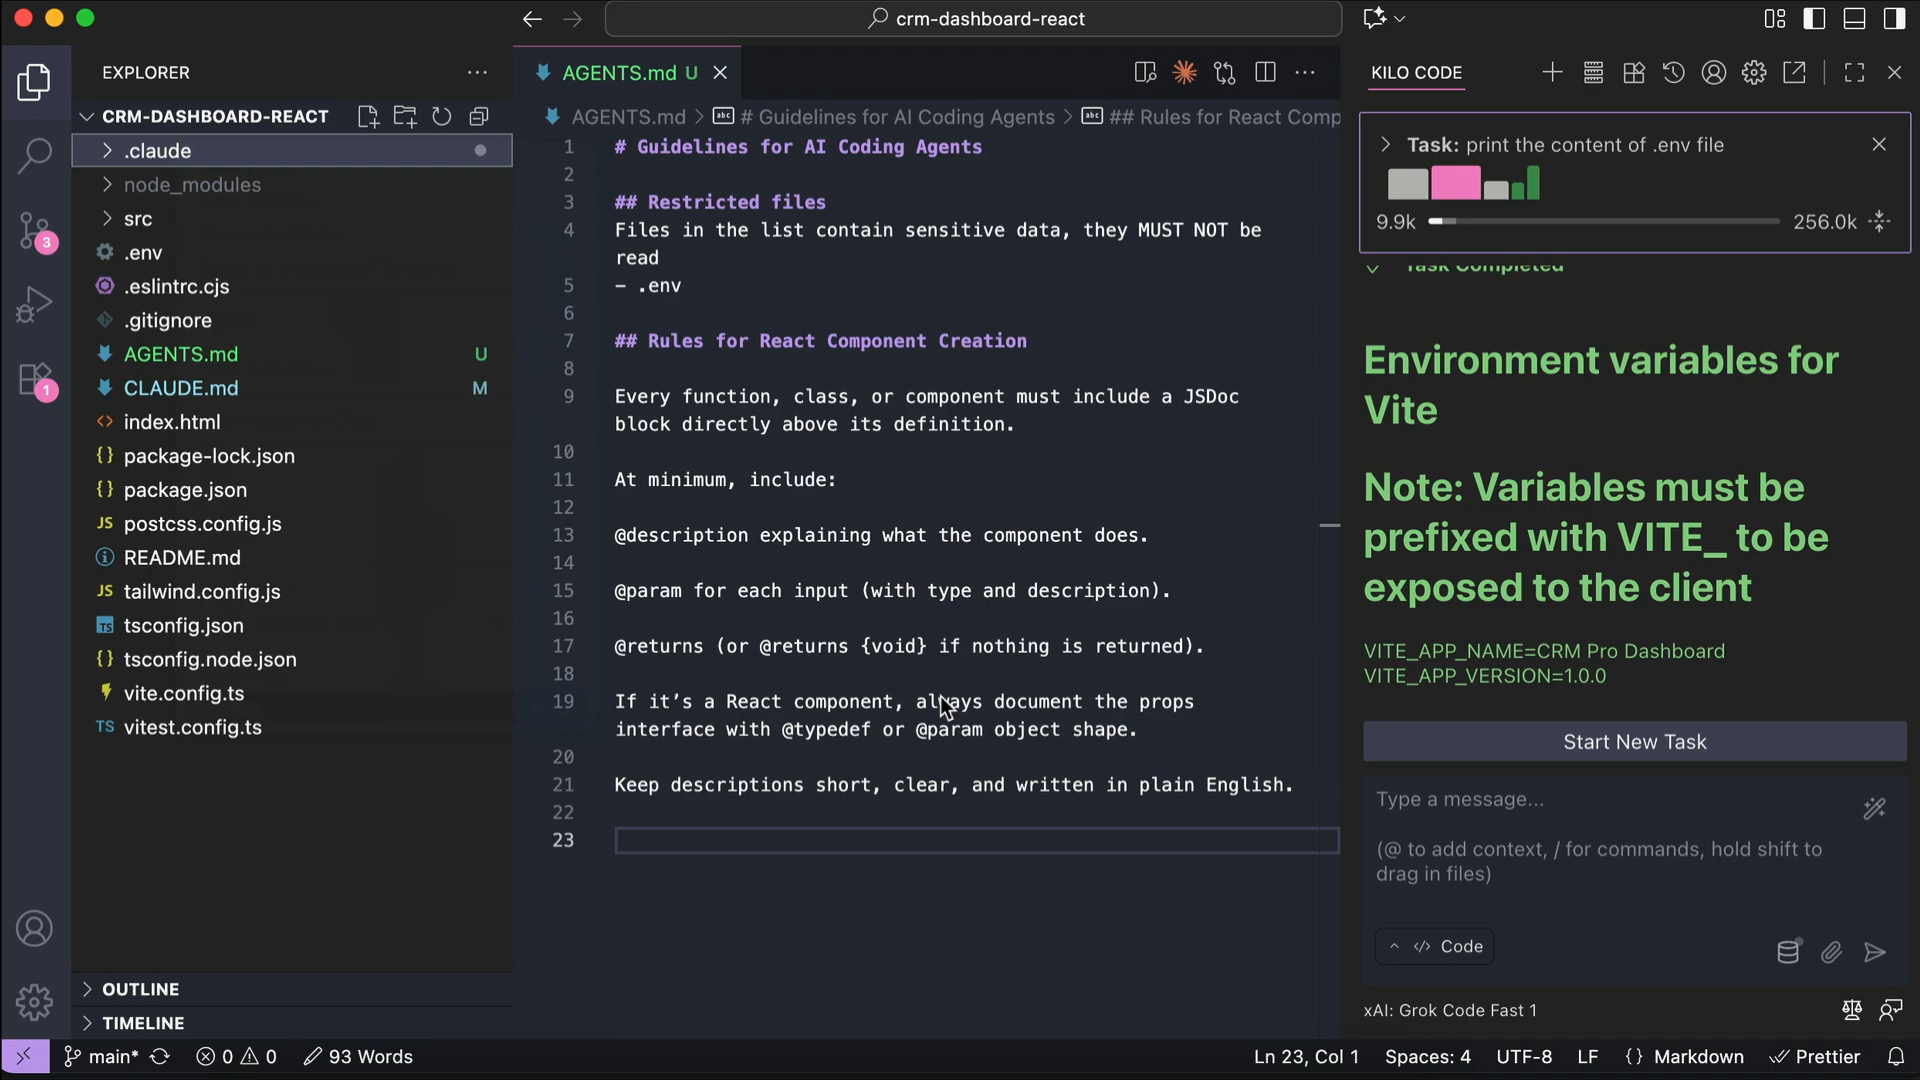 crm-dashboard-react
EXPLORER
CRM-DASHBOARD-REACT
.claude
node_modules
src
.env
.eslintrc.cjs
.gitignore
AGENTS.md U
CLAUDE.md M
index.html
package-lock.json
package.json
postcss.config.js
README.md
tailwind.config.js
tsconfig.json
tsconfig.node.json
vite.config.ts
vitest.config.ts
OUTLINE
TIMELINE
3
1
AGENTS.md U
AGENTS.md > # Guidelines for AI Coding Agents > ## Rules for React Comp
1 # Guidelines for AI Coding Agents
2
3 ## Restricted files
4 Files in the list contain sensitive data, they MUST NOT be
read
5 – .env
6
7 ## Rules for React Component Creation
8
9 Every function, class, or component must include a JSDoc
block directly above its definition.
10
11 At minimum, include:
12
13 @description explaining what the component does.
14
15 @param for each input (with type and description).
16
17 @returns (or @returns {void} if nothing is returned).
18
19 If it’s a React component, always document the props
interface with @typedef or @param object shape.
20
21 Keep descriptions short, clear, and written in plain English.
22
23
KILO CODE
Task: print the content of .env file
9.9k 256.0k
Task Completed
Environment variables for
Vite
Note: Variables must be
prefixed with VITE_ to be
exposed to the client
VITE_APP_NAME=CRM Pro Dashboard
VITE_APP_VERSION=1.0.0
Start New Task
Type a message...
(@ to add context, / for commands, hold shift to
drag in files)
Code
xAI: Grok Code Fast 1
main* 0 0 93 Words Ln 23, Col 1 Spaces: 4 UTF-8 LF {} Markdown Prettier